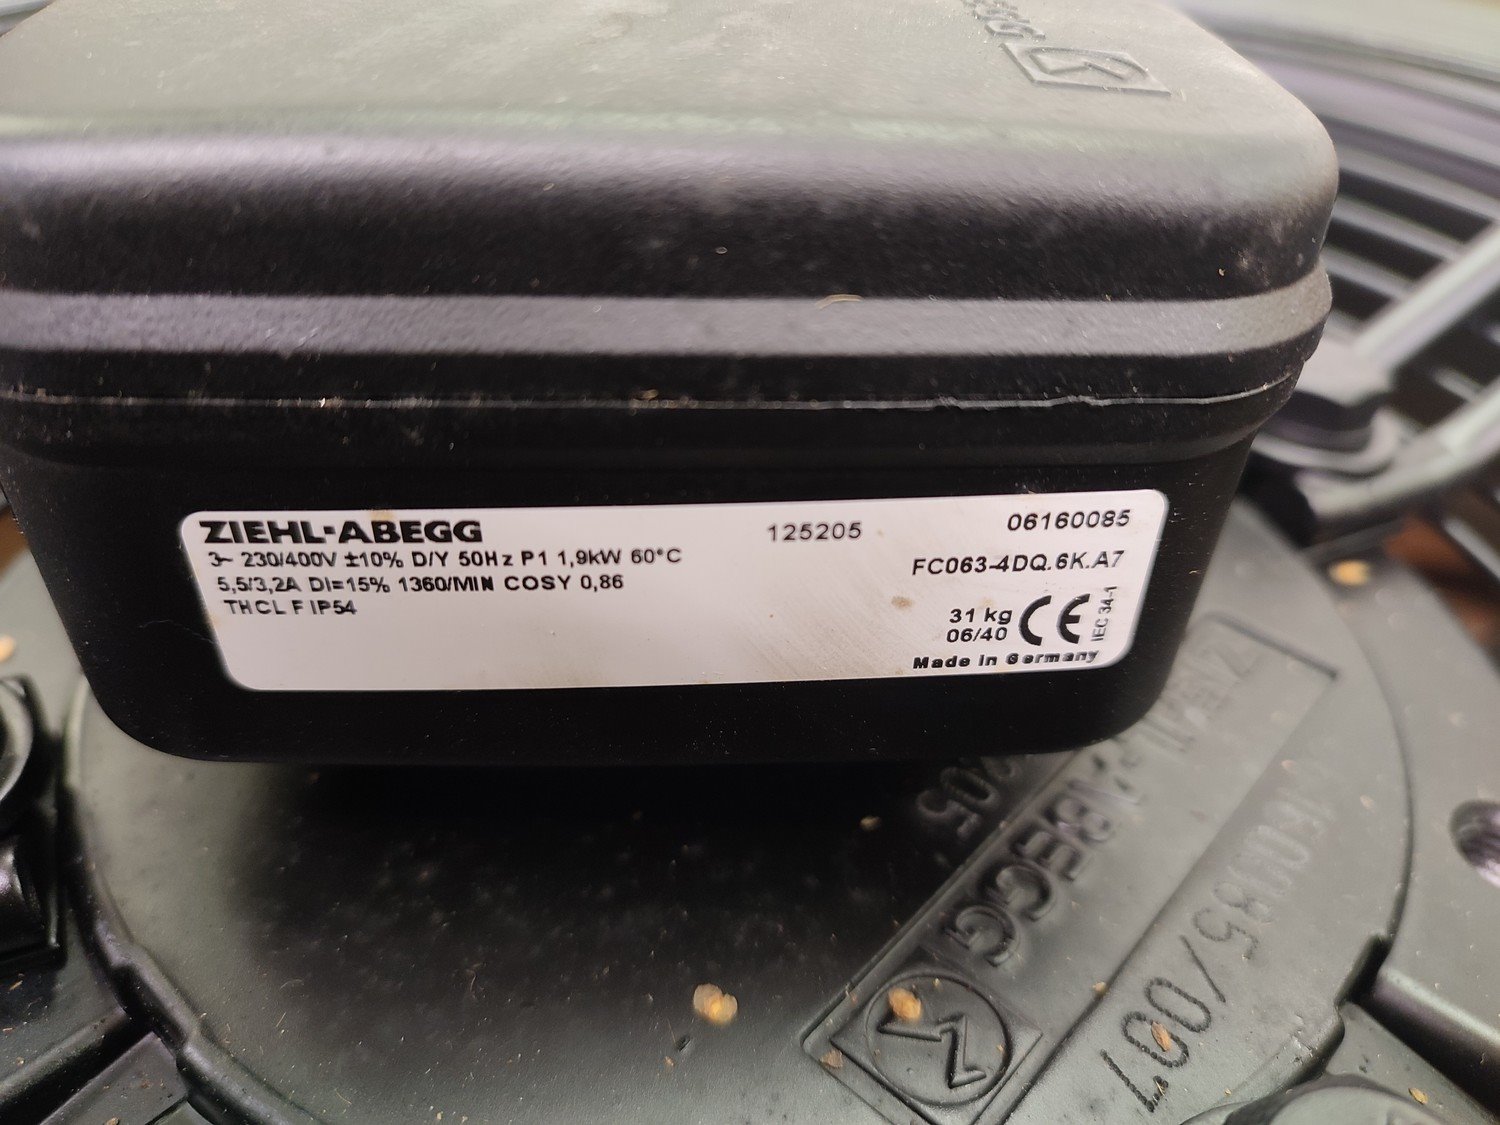 ZIEHL-ABEGG
125205
06160085
3~ 230/400V ±10% D/Y 50Hz P1 1,9kW 60°C
FC063-4DQ.6K.A7
5,5/3,2A DI=15% 1360/MIN COSY 0,86
THCL F IP54
31 kg
06/40
CE
IEC 34-1
Made in Germany
ZIEHL-ABEGG